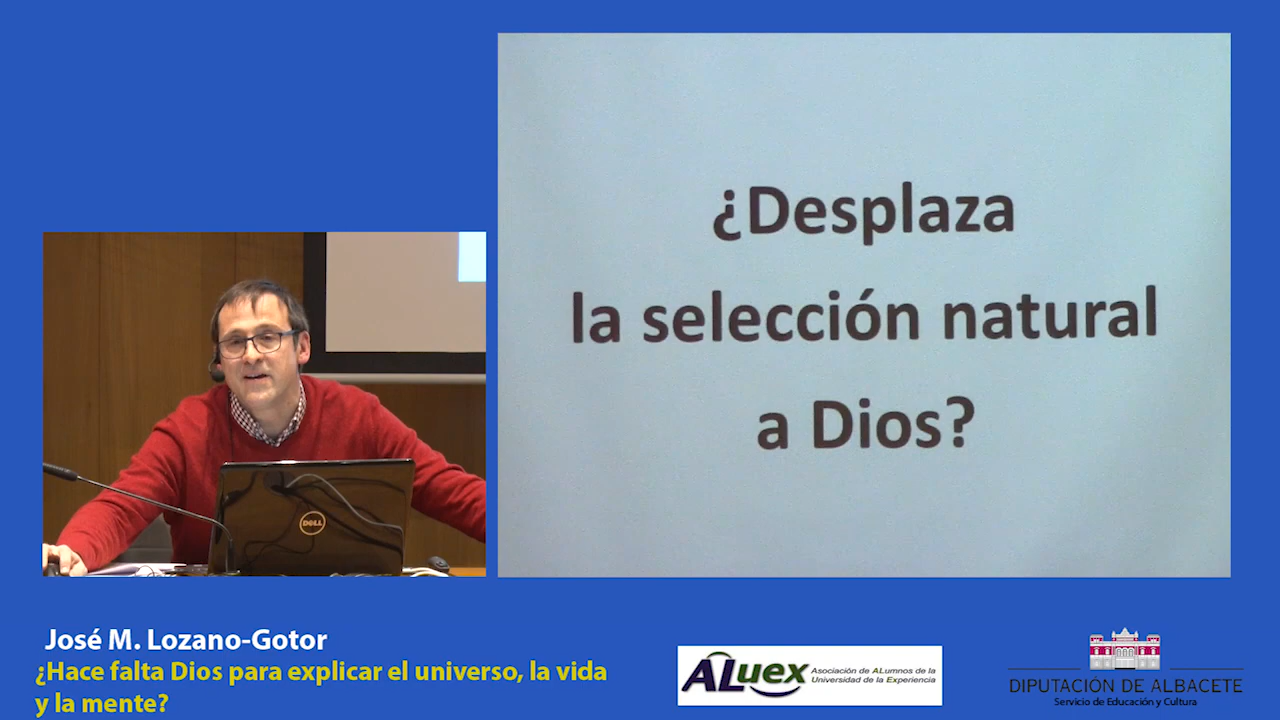 ¿Desplaza
la selección natural
a Dios?
DELL
José M. Lozano-Gotor
¿Hace falta Dios para explicar el universo, la vida
y la mente?
ALuex
Asociación de ALumnos de la
Universidad de la Experiencia
DIPUTACIÓN DE ALBACETE
Servicio de Educación y Cultura